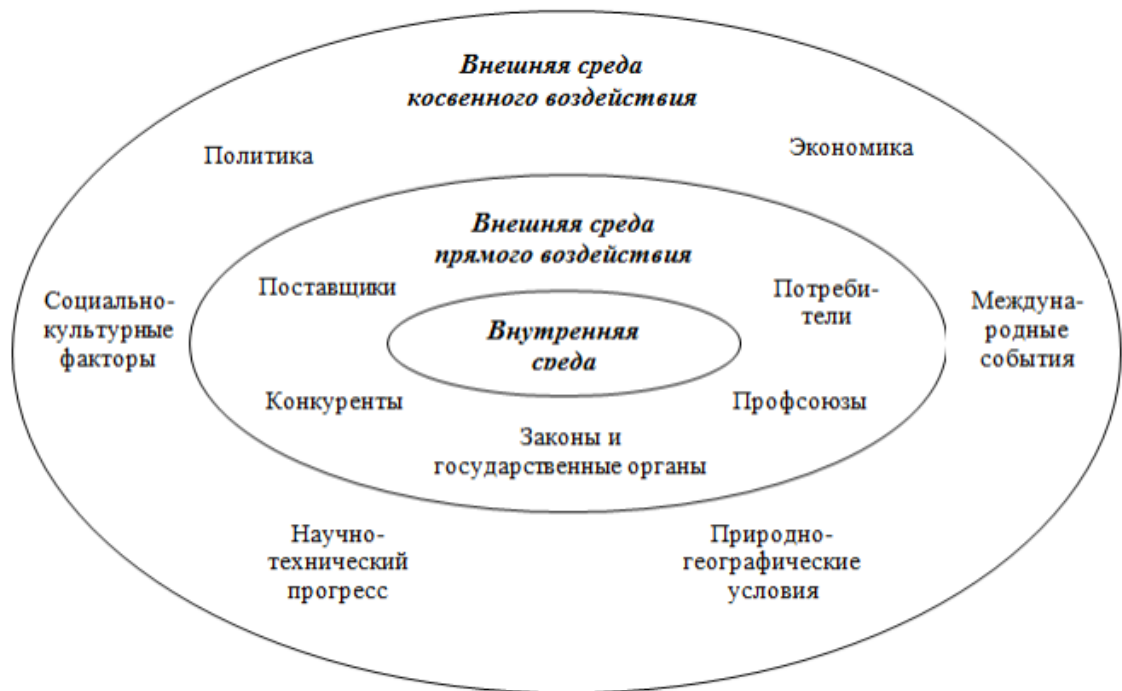 Внешняя среда
косвенного воздействия
Политика
Экономика
Внешняя среда
прямого воздействия
Социально-
культурные
факторы
Поставщики
Потреби-
тели
Междуна-
родные
события
Внутренняя
среда
Конкуренты
Профсоюзы
Законы и
государственные органы
Научно-
технический
прогресс
Природно-
географические
условия